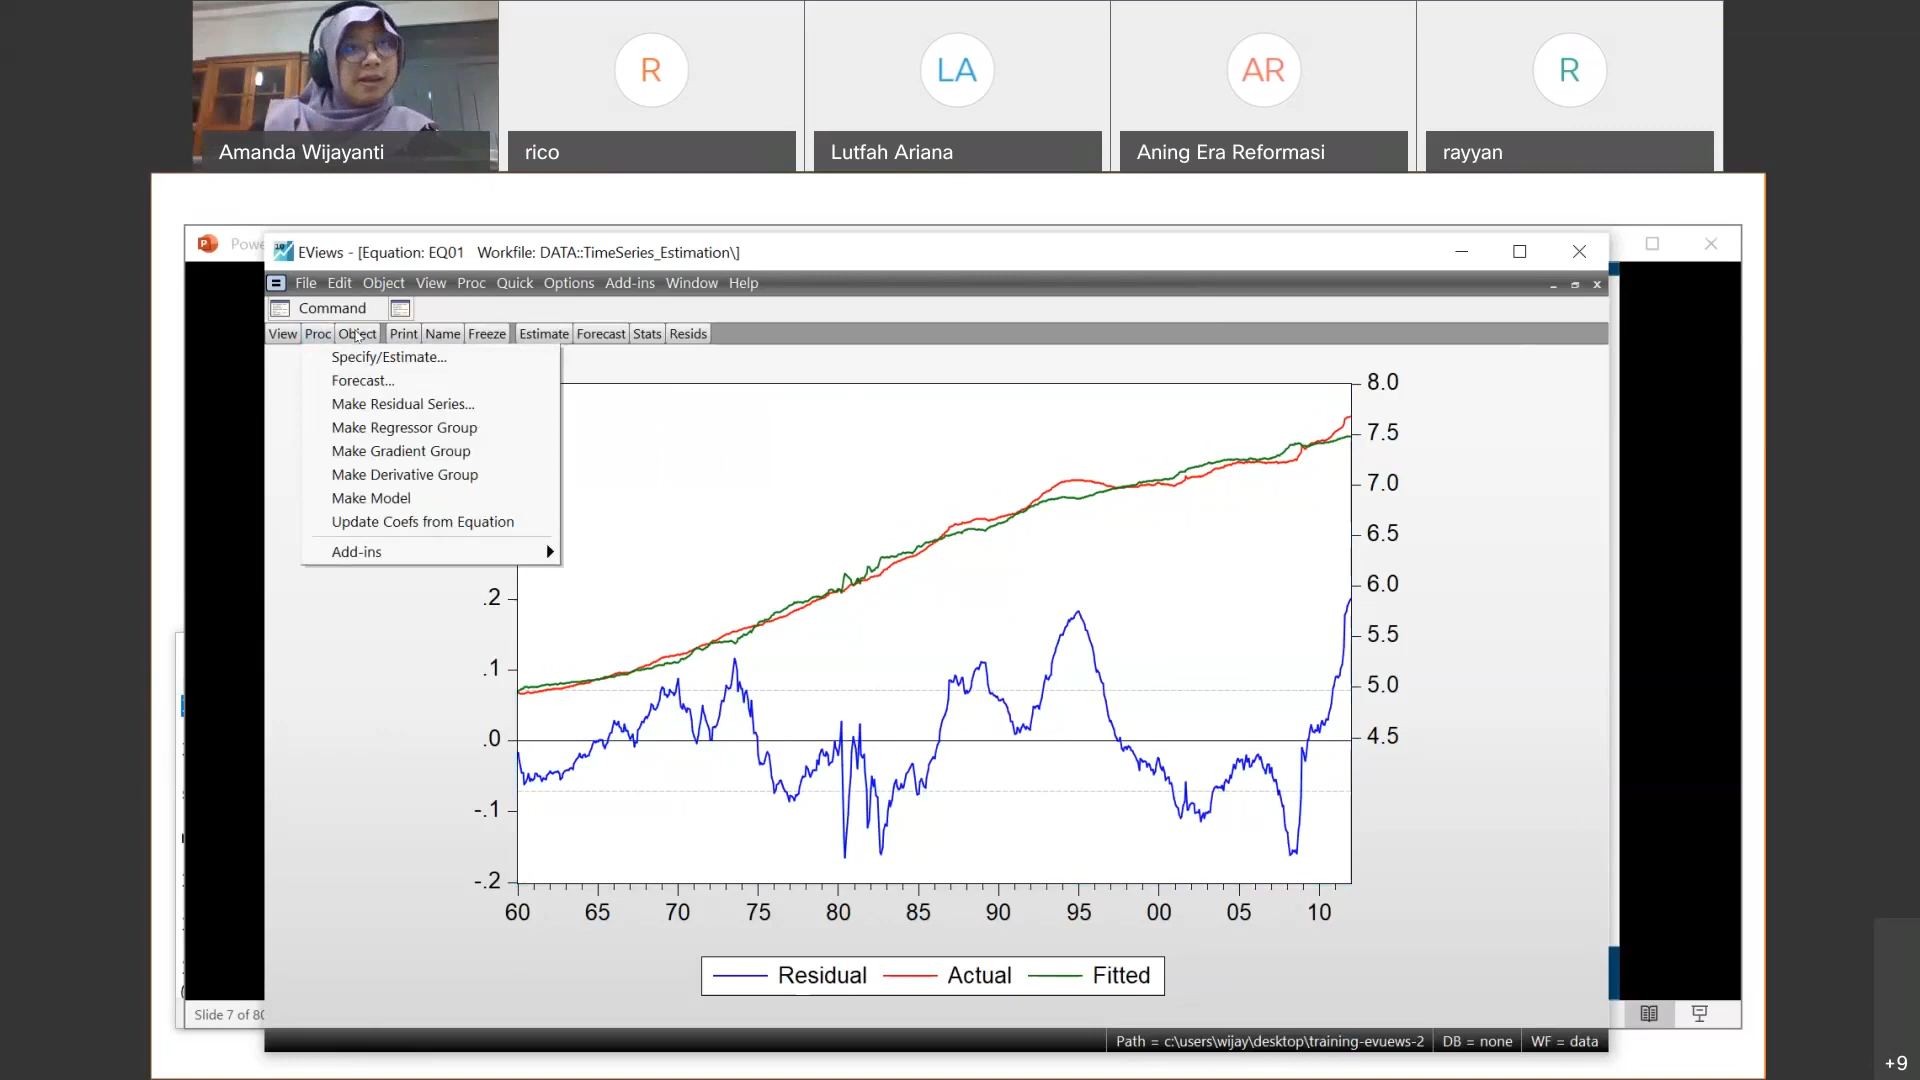 R
LA
AR
R
Amanda Wijayanti
rico
Lutfah Ariana
Aning Era Reformasi
rayyan
EViews - [Equation: EQ01 Workfile: DATA::TimeSeries_Estimation\]
File Edit Object View Proc Quick Options Add-ins Window Help
Command
View Proc Object Print Name Freeze Estimate Forecast Stats Resids
Specify/Estimate...
Forecast...
Make Residual Series...
Make Regressor Group
Make Gradient Group
Make Derivative Group
Make Model
Update Coefs from Equation
Add-ins
8.0
7.5
7.0
6.5
6.0
5.5
5.0
4.5
.2
.1
.0
-.1
-.2
60 65 70 75 80 85 90 95 00 05 10
Residual Actual Fitted
Slide 7 of 80
Path = c:\users\wijay\desktop\training-evuews-2 DB = none WF = data
+9